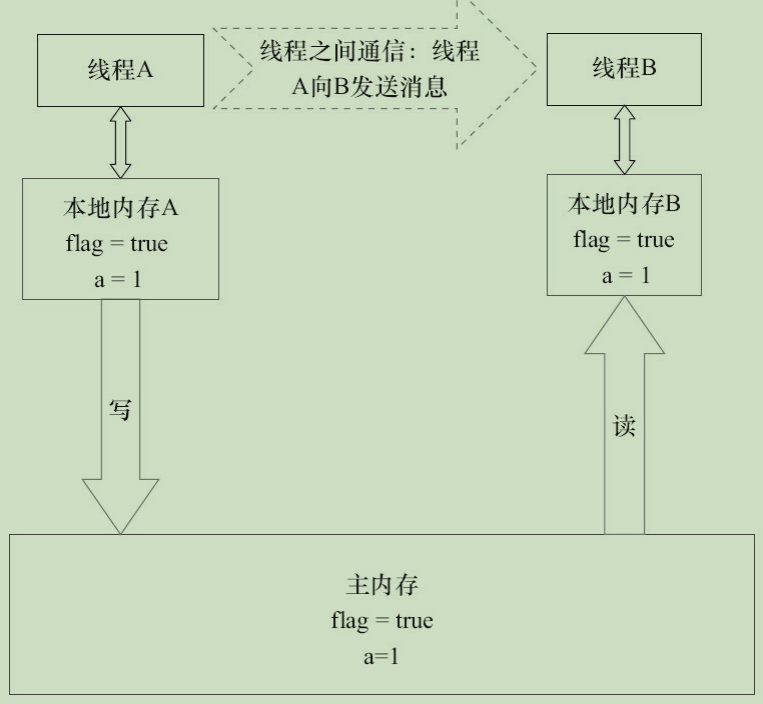 线程A
线程之间通信：线程
A向B发送消息
线程B
本地内存A
flag = true
a = 1
本地内存B
flag = true
a = 1
写
读
主内存
flag = true
a=1